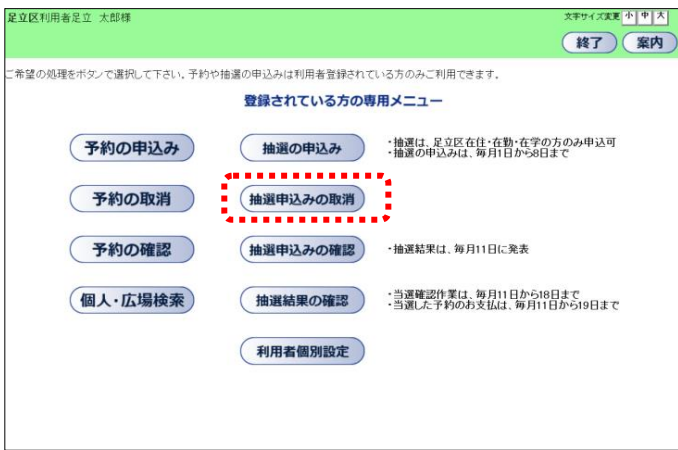 足立区利用者足立 太郎様
文字サイズ変更 小 中 大
終了 案内
ご希望の処理をボタンで選択して下さい。予約や抽選の申込みは利用者登録されている方のみご利用できます。
登録されている方の専用メニュー
予約の申込み 抽選の申込み ・抽選は、足立区在住・在勤・在学の方のみ申込可
・抽選の申込みは、毎月1日から8日まで
予約の取消 抽選申込みの取消
予約の確認 抽選申込みの確認 ・抽選結果は、毎月11日に発表
個人・広場検索 抽選結果の確認 ・当選確認作業は、毎月11日から18日まで
・当選した予約のお支払は、毎月11日から19日まで
利用者個別設定